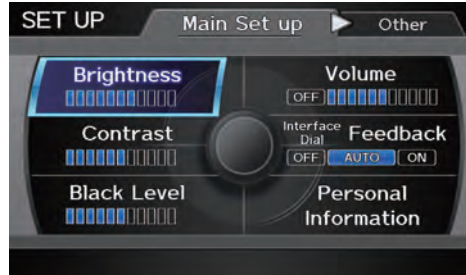 SET UP
Main Set up
Other
Brightness
Volume
OFF
Contrast
Interface
Dial
Feedback
OFF AUTO ON
Black Level
Personal
Information